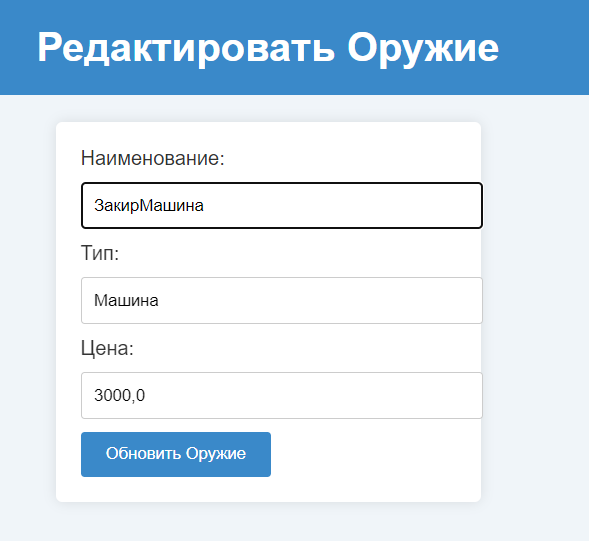 Редактировать Оружие
Наименование:
ЗакирМашина
Тип:
Машина
Цена:
3000,0
Обновить Оружие